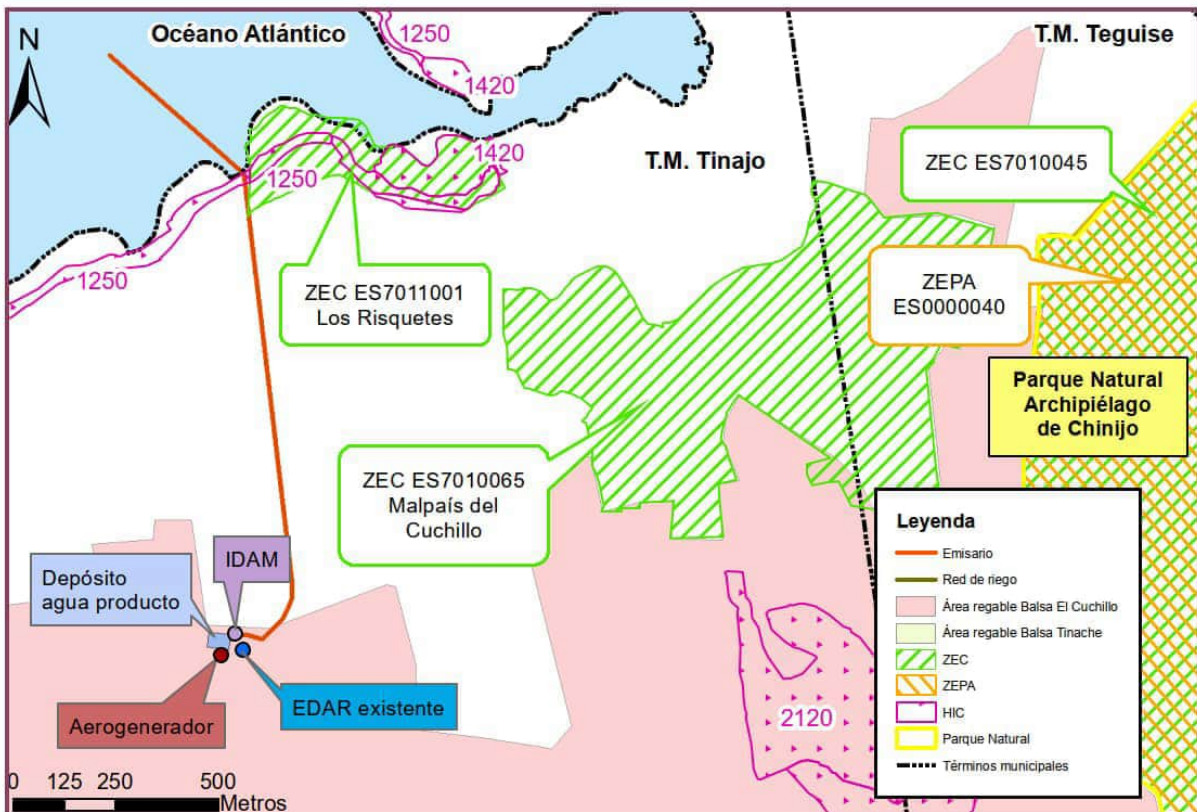 N
Océano Atlántico
1250
1420
T.M. Teguise
1420
1250
T.M. Tinajo
ZEC ES7010045
1250
ZEC ES7011001
Los Risquetes
ZEPA
ES0000040
Parque Natural
Archipiélago
de Chinijo
ZEC ES7010065
Malpaís del
Cuchillo
IDAM
Depósito
agua producto
Aerogenerador
EDAR existente
2120
Leyenda
Emisario
Red de riego
Área regable Balsa El Cuchillo
Área regable Balsa Tinache
ZEC
ZEPA
HIC
Parque Natural
Términos municipales
0 125 250 500
Metros